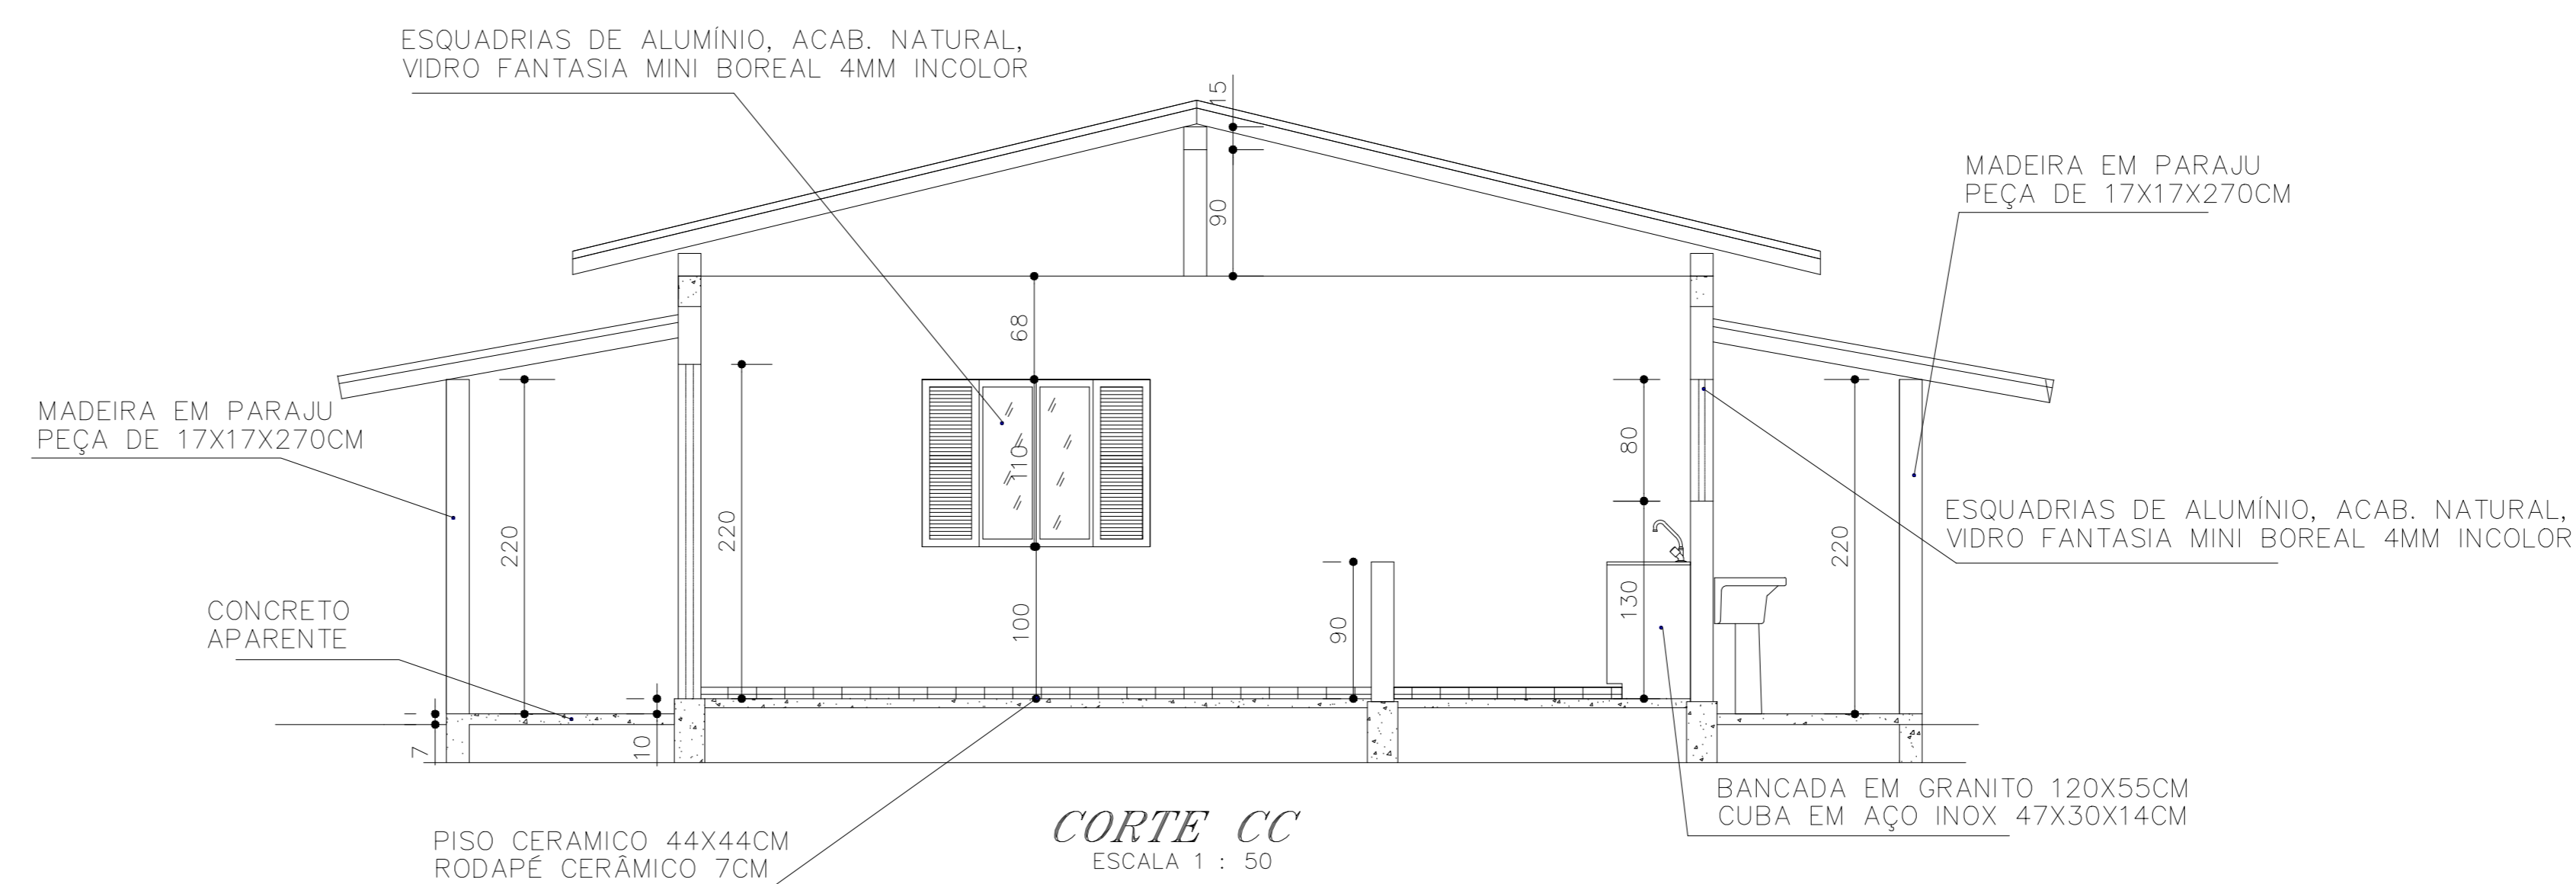 ESQUADRIAS DE ALUMÍNIO, ACAB. NATURAL,
VIDRO FANTASIA MINI BOREAL 4MM INCOLOR
15
90
MADEIRA EM PARAJU
PEÇA DE 17X17X270CM
68
MADEIRA EM PARAJU
PEÇA DE 17X17X270CM
110
80
220
220
220
ESQUADRIAS DE ALUMÍNIO, ACAB. NATURAL,
VIDRO FANTASIA MINI BOREAL 4MM INCOLOR
CONCRETO
APARENTE
100
90
130
7
10
BANCADA EM GRANITO 120X55CM
CUBA EM AÇO INOX 47X30X14CM
PISO CERAMICO 44X44CM
RODAPÉ CERÂMICO 7CM
CORTE CC
ESCALA 1 : 50